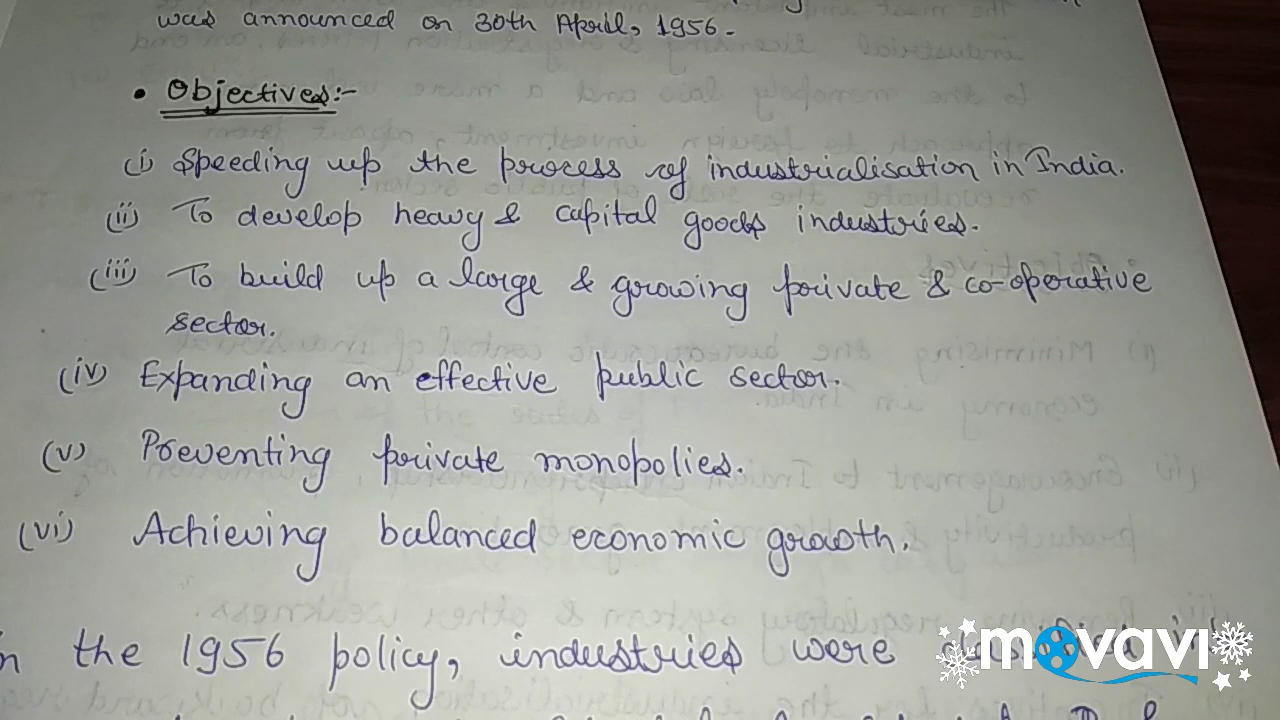 was announced on 30th April, 1956.
• Objectives:-
(i) Speeding up the process of industrialisation in India.
(ii) To develop heavy & capital goods industries.
(iii) To build up a large & growing private & co-operative
sector.
(iv) Expanding an effective public sector.
(v) Preventing private monopolies.
(vi) Achieving balanced economic growth.
the 1956 policy, industries were
movavi